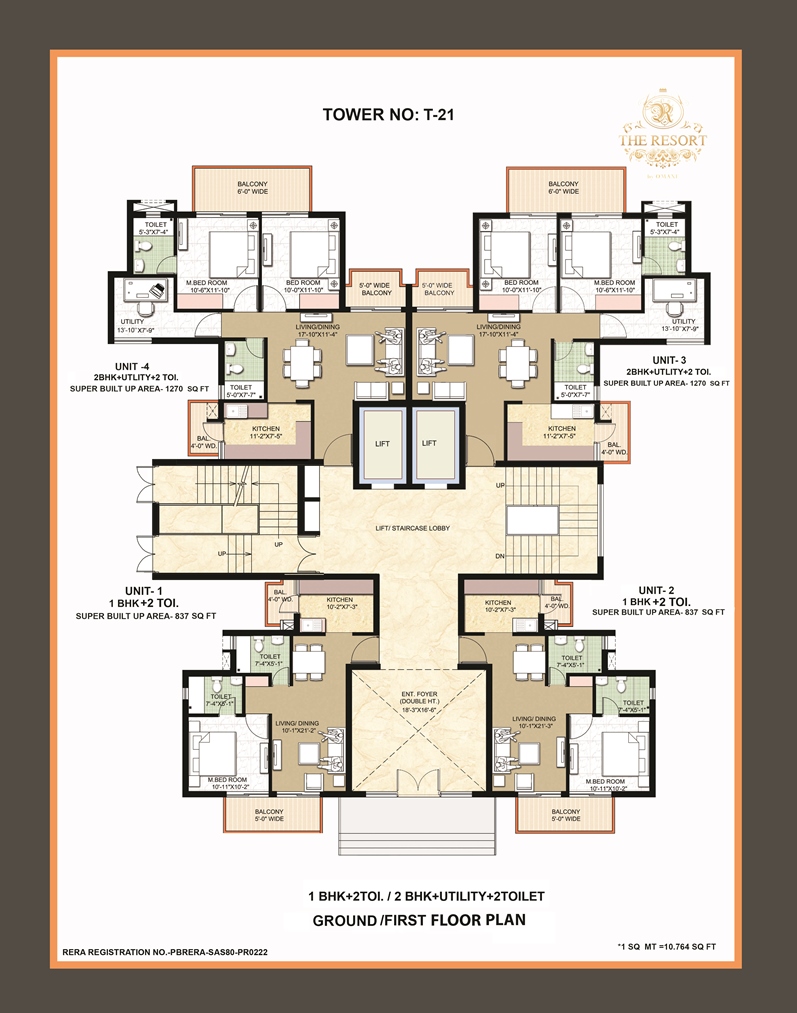 TOWER NO: T-21
R
THE RESORT
BALCONY
6'-0" WIDE
BALCONY
6'-0" WIDE
TOILET
5'-3"X7'-4"
TOILET
5'-3"X7'-4"
M.BED ROOM
10'-6"X11'-10"
BED ROOM
10'-0"X11'-10"
5'-0" WIDE
BALCONY
5'-0" WIDE
BALCONY
BED ROOM
10'-0"X11'-10"
M.BED ROOM
10'-6"X11'-10"
UTILITY
13'-10"X7'-9"
UTILITY
13'-10"X7'-9"
LIVING/DINING
17'-10"X11'-4"
LIVING/DINING
17'-10"X11'-4"
UNIT -4
2BHK+UTLITY+2 TOI.
SUPER BUILT UP AREA- 1270 SQ FT
UNIT- 3
2BHK+UTLITY+2 TOI.
SUPER BUILT UP AREA- 1270 SQ FT
TOILET
5'-0"X7'-7"
TOILET
5'-0"X7'-7"
BAL.
4'-0" WD.
KITCHEN
11'-2"X7'-5"
LIFT
LIFT
KITCHEN
11'-2"X7'-5"
BAL.
4'-0" WD.
UP
LIFT/ STAIRCASE LOBBY
UP
UP
DN
UNIT- 1
1 BHK+2 TOI.
SUPER BUILT UP AREA- 837 SQ FT
UNIT- 2
1 BHK+2 TOI.
SUPER BUILT UP AREA- 837 SQ FT
BAL.
4'-0" WD.
KITCHEN
10'-2"X7'-3"
KITCHEN
10'-2"X7'-3"
BAL.
4'-0" WD.
TOILET
7'-4"X5'-1"
TOILET
7'-4"X5'-1"
TOILET
7'-4"X5'-1"
TOILET
7'-4"X5'-1"
ENT. FOYER
(DOUBLE HT.)
18'-3"X16'-6"
LIVING/ DINING
10'-1"X21'-2"
LIVING/ DINING
10'-1"X21'-3"
M.BED ROOM
10'-11"X10'-2"
M.BED ROOM
10'-11"X10'-2"
BALCONY
5'-0" WIDE
BALCONY
5'-0" WIDE
1 BHK+2TOI. / 2 BHK+UTILITY+2TOILET
GROUND /FIRST FLOOR PLAN
RERA REGISTRATION NO.-PBRERA-SAS80-PR0222
*1 SQ MT =10.764 SQ FT